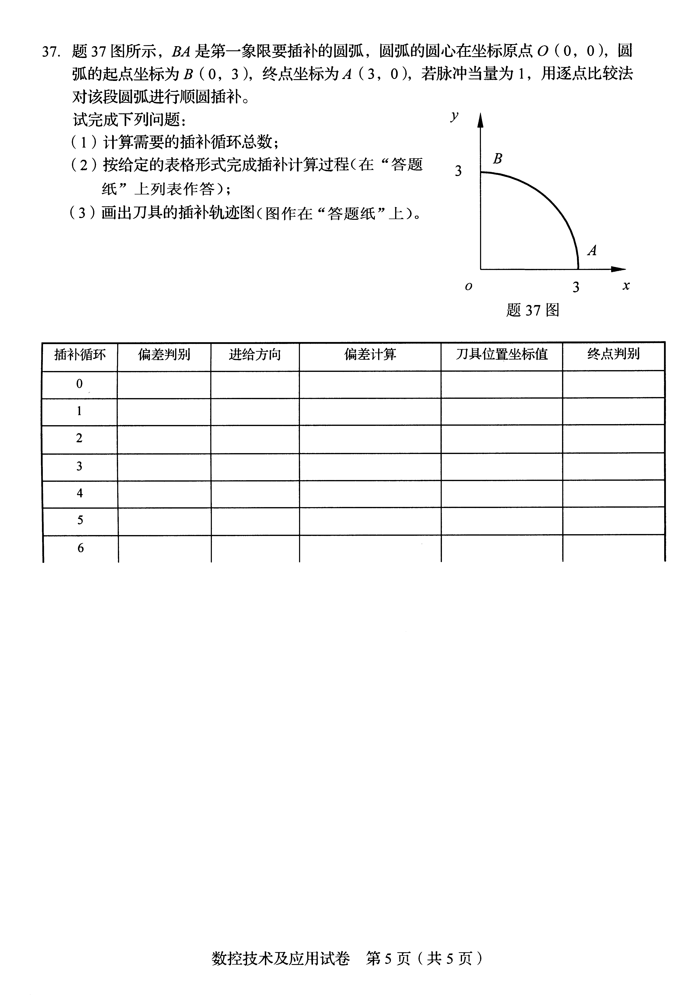 37. 题 37 图所示，BA 是第一象限要插补的圆弧，圆弧的圆心在坐标原点 O（0，0），圆
弧的起点坐标为 B（0，3），终点坐标为 A（3，0），若脉冲当量为 1，用逐点比较法
对该段圆弧进行顺圆插补。
试完成下列问题：
（1）计算需要的插补循环总数；
（2）按给定的表格形式完成插补计算过程（在“答题
纸”上列表作答）；
（3）画出刀具的插补轨迹图（图作在“答题纸”上）。
y
B
3
A
o
3
x
题 37 图
插补循环 偏差判别 进给方向 偏差计算 刀具位置坐标值 终点判别
0
1
2
3
4
5
6
数控技术及应用试卷 第 5 页（共 5 页）